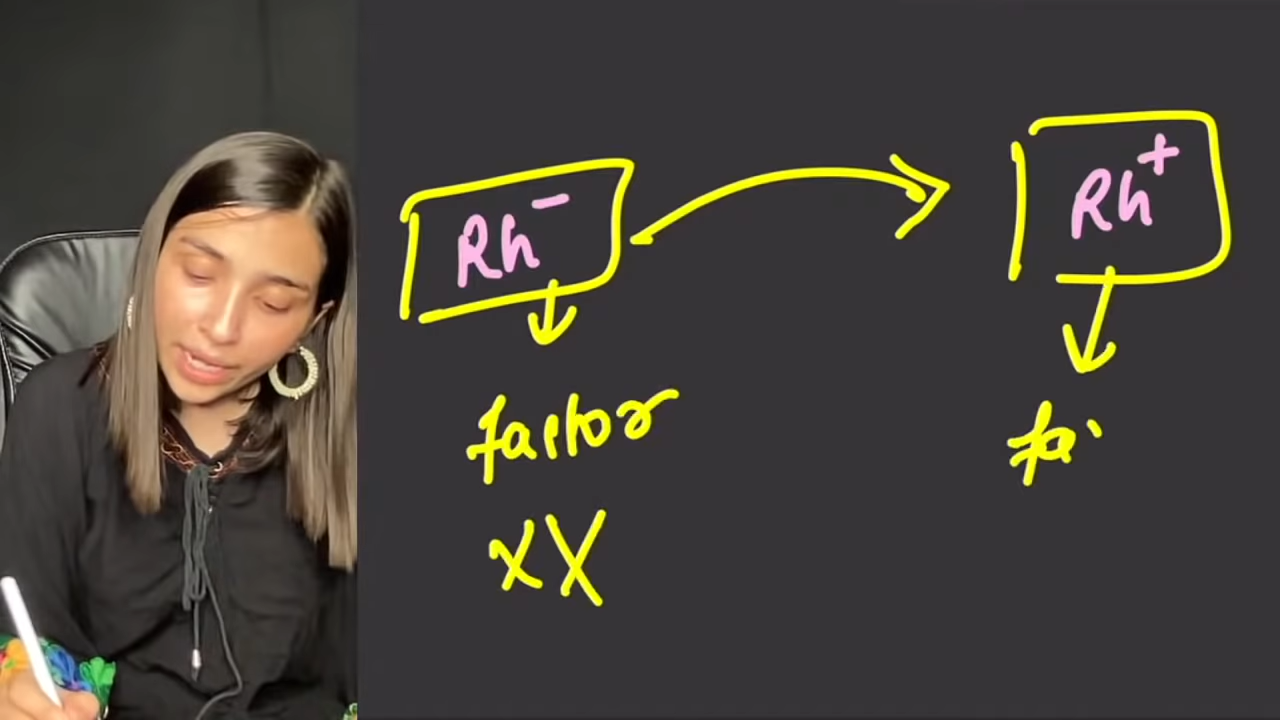 Rh⁻ Rh⁺
factor fa
xX